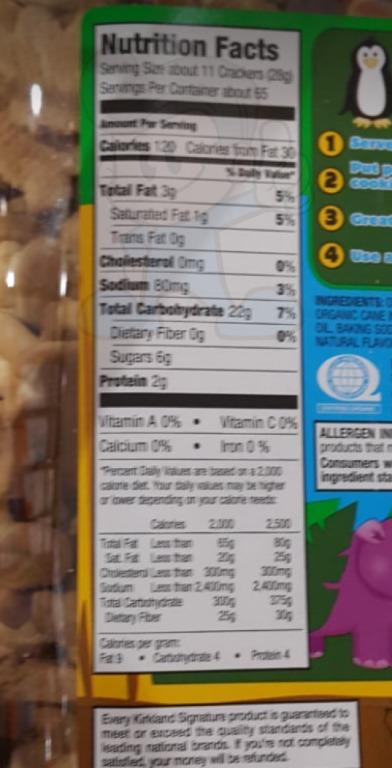 Nutrition Facts
Serving Size about 11 Crackers (28g)
Servings Per Container about 65
Amount Per Serving
Calories 120 Calories from Fat 30
% Daily Value*
Total Fat 3g 5%
Saturated Fat 1g 5%
Trans Fat 0g
Cholesterol 0mg 0%
Sodium 80mg 3%
Total Carbohydrate 22g 7%
Dietary Fiber 0g 0%
Sugars 6g
Protein 2g
Vitamin A 0% • Vitamin C 0%
Calcium 0% • Iron 0 %
*Percent Daily Values are based on a 2,000
calorie diet. Your daily values may be higher
or lower depending on your calorie needs:
Calories 2,000 2,500
Total Fat Less than 65g 80g
Sat. Fat Less than 20g 25g
Cholesterol Less than 300mg 300mg
Sodium Less than 2,400mg 2,400mg
Total Carbohydrate 300g 375g
Dietary Fiber 25g 30g
Calories per gram:
Fat 9 • Carbohydrate 4 • Protein 4
Every Kirkland Signature product is guaranteed to
meet or exceed the quality standards of the
leading national brands. If you're not completely
satisfied, your money will be refunded.
1 Serve
2 Put p
3 Grea
4 Use a
INGREDIENTS:
ORGANIC CANE
OIL, BAKING SOD
NATURAL FLAVO
ALLERGEN IN
products that
Consumers w
ingredient sta